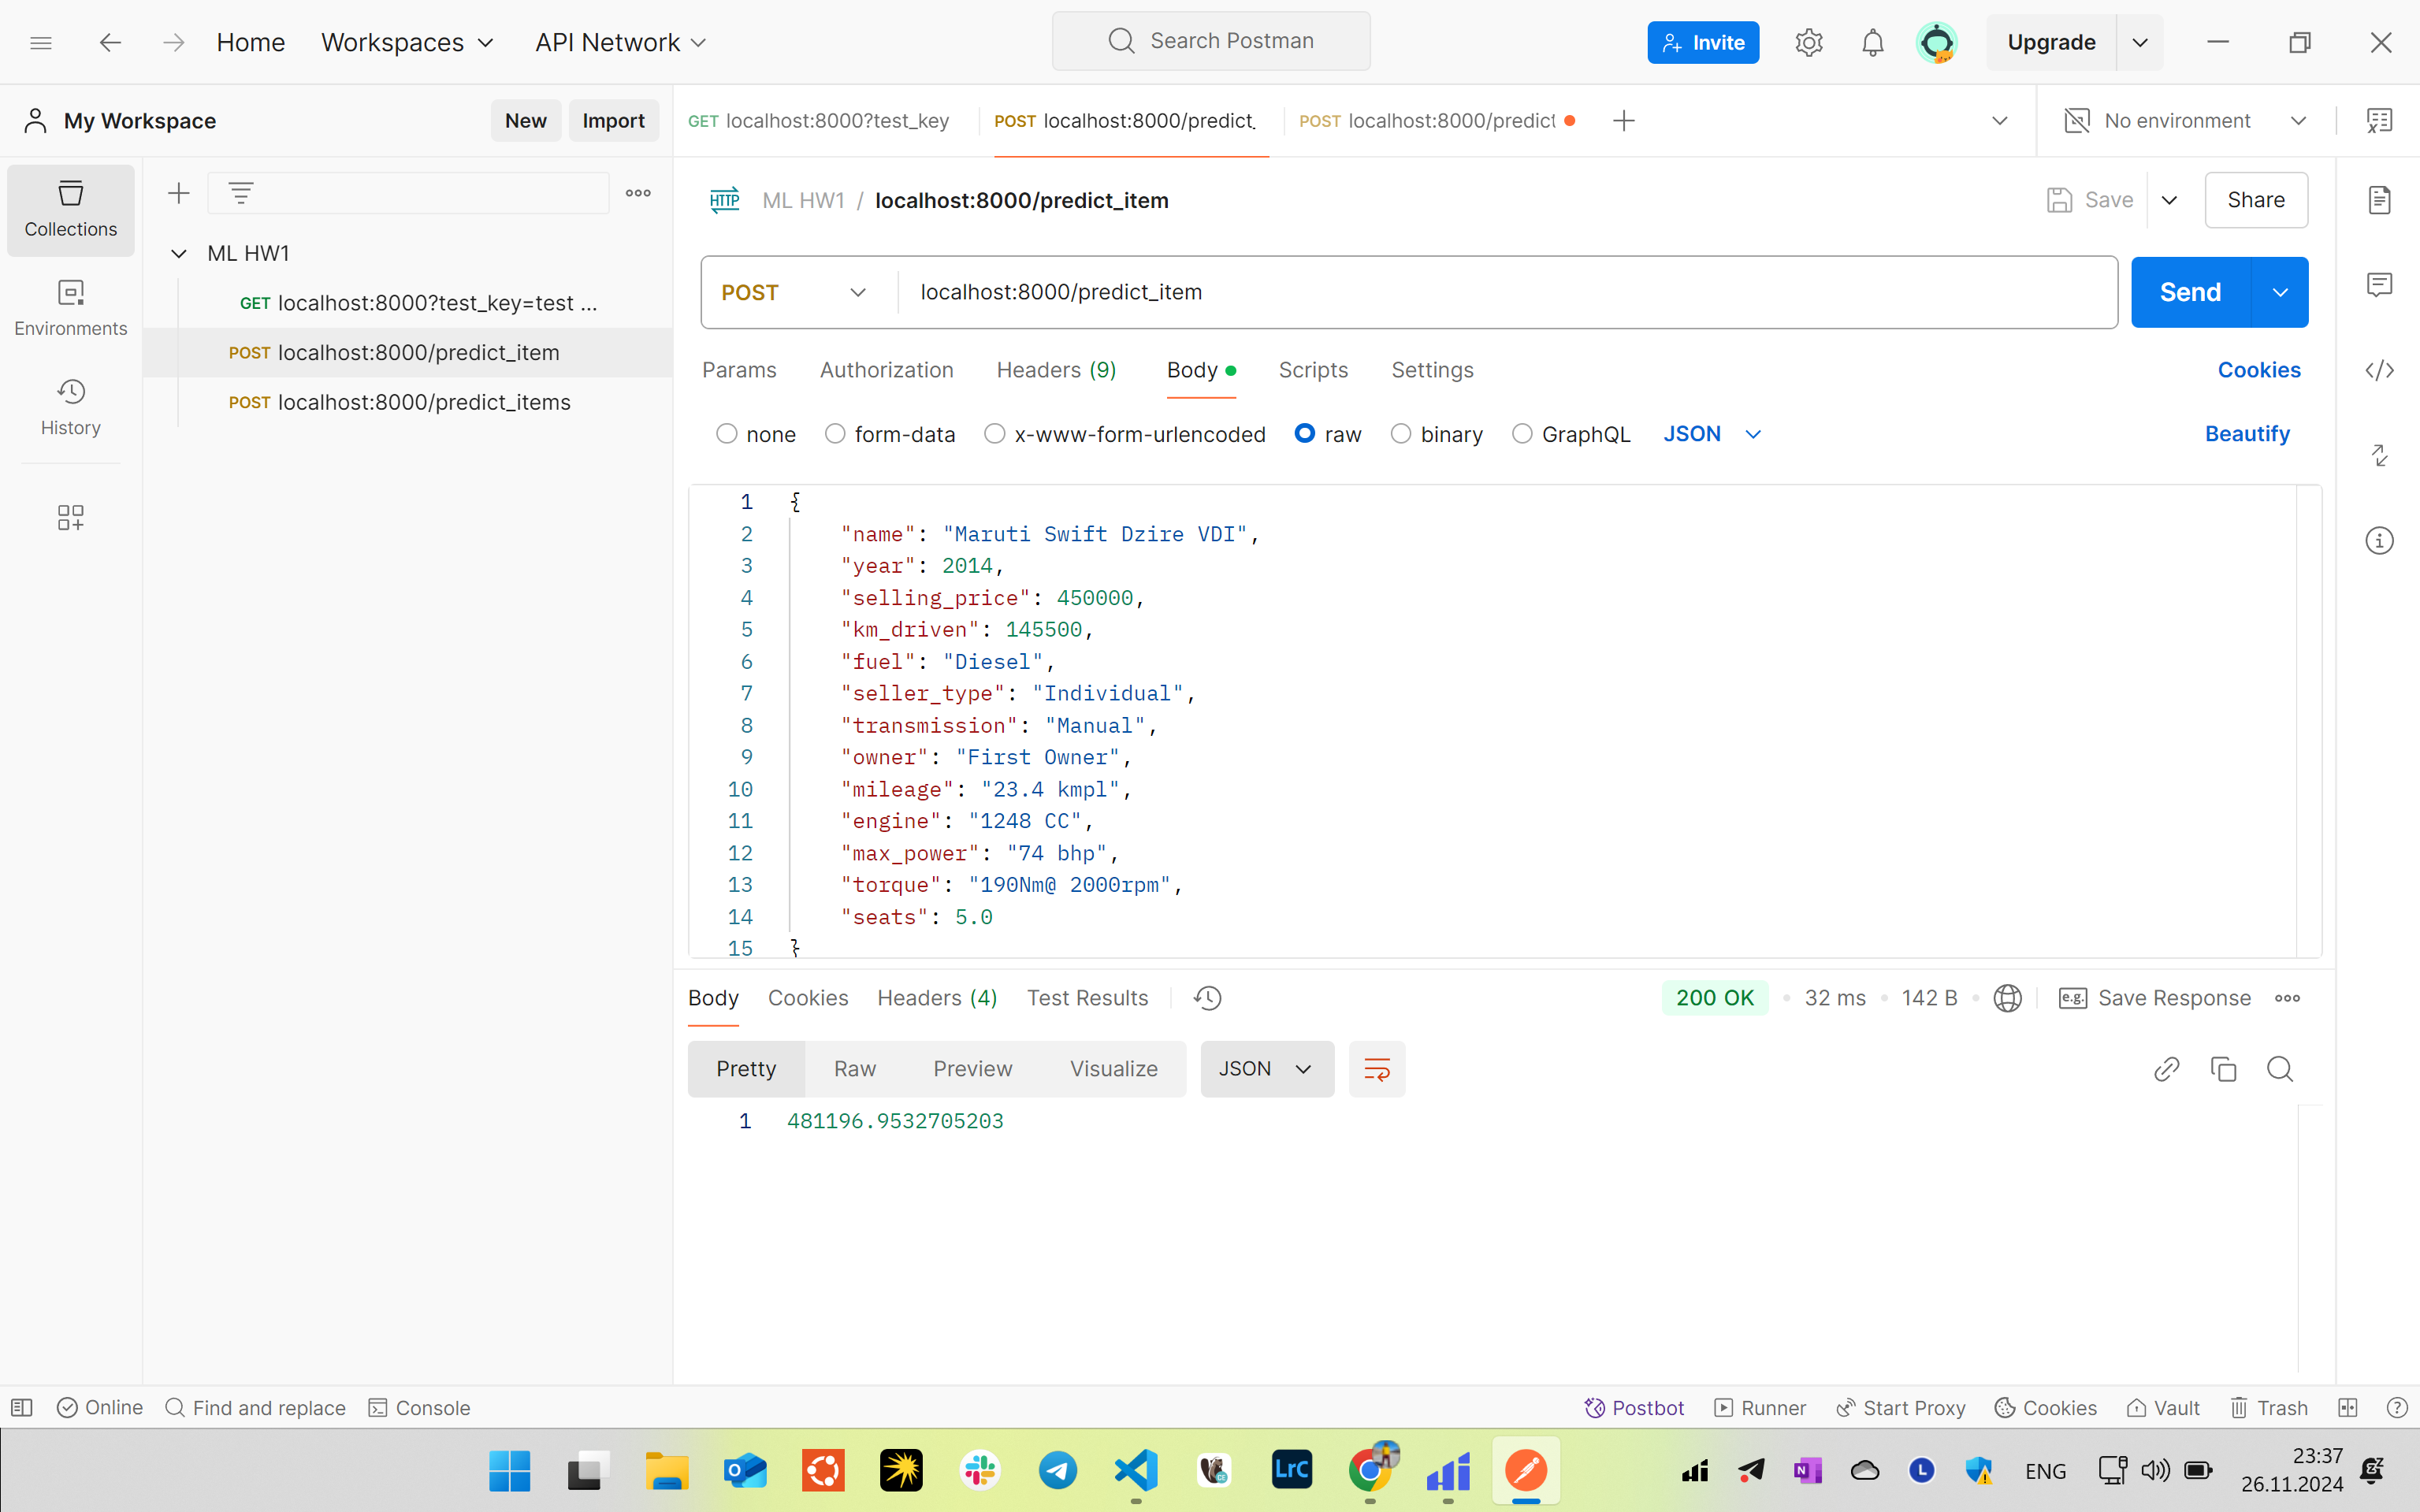 Home Workspaces API Network Search Postman Invite Upgrade
My Workspace New Import
GET localhost:8000?test_key POST localhost:8000/predict_ POST localhost:8000/predict No environment
Collections
Environments
History
ML HW1
GET localhost:8000?test_key=test ...
POST localhost:8000/predict_item
POST localhost:8000/predict_items
HTTP ML HW1 / localhost:8000/predict_item Save Share
POST localhost:8000/predict_item Send
Params Authorization Headers (9) Body Scripts Settings Cookies
none form-data x-www-form-urlencoded raw binary GraphQL JSON Beautify
1 {
2 "name": "Maruti Swift Dzire VDI",
3 "year": 2014,
4 "selling_price": 450000,
5 "km_driven": 145500,
6 "fuel": "Diesel",
7 "seller_type": "Individual",
8 "transmission": "Manual",
9 "owner": "First Owner",
10 "mileage": "23.4 kmpl",
11 "engine": "1248 CC",
12 "max_power": "74 bhp",
13 "torque": "190Nm@ 2000rpm",
14 "seats": 5.0
15 }
Body Cookies Headers (4) Test Results 200 OK 32 ms 142 B e.g. Save Response
Pretty Raw Preview Visualize JSON
1 481196.9532705203
Online Find and replace Console Postbot Runner Start Proxy Cookies Vault Trash
LrC ENG 23:37
26.11.2024